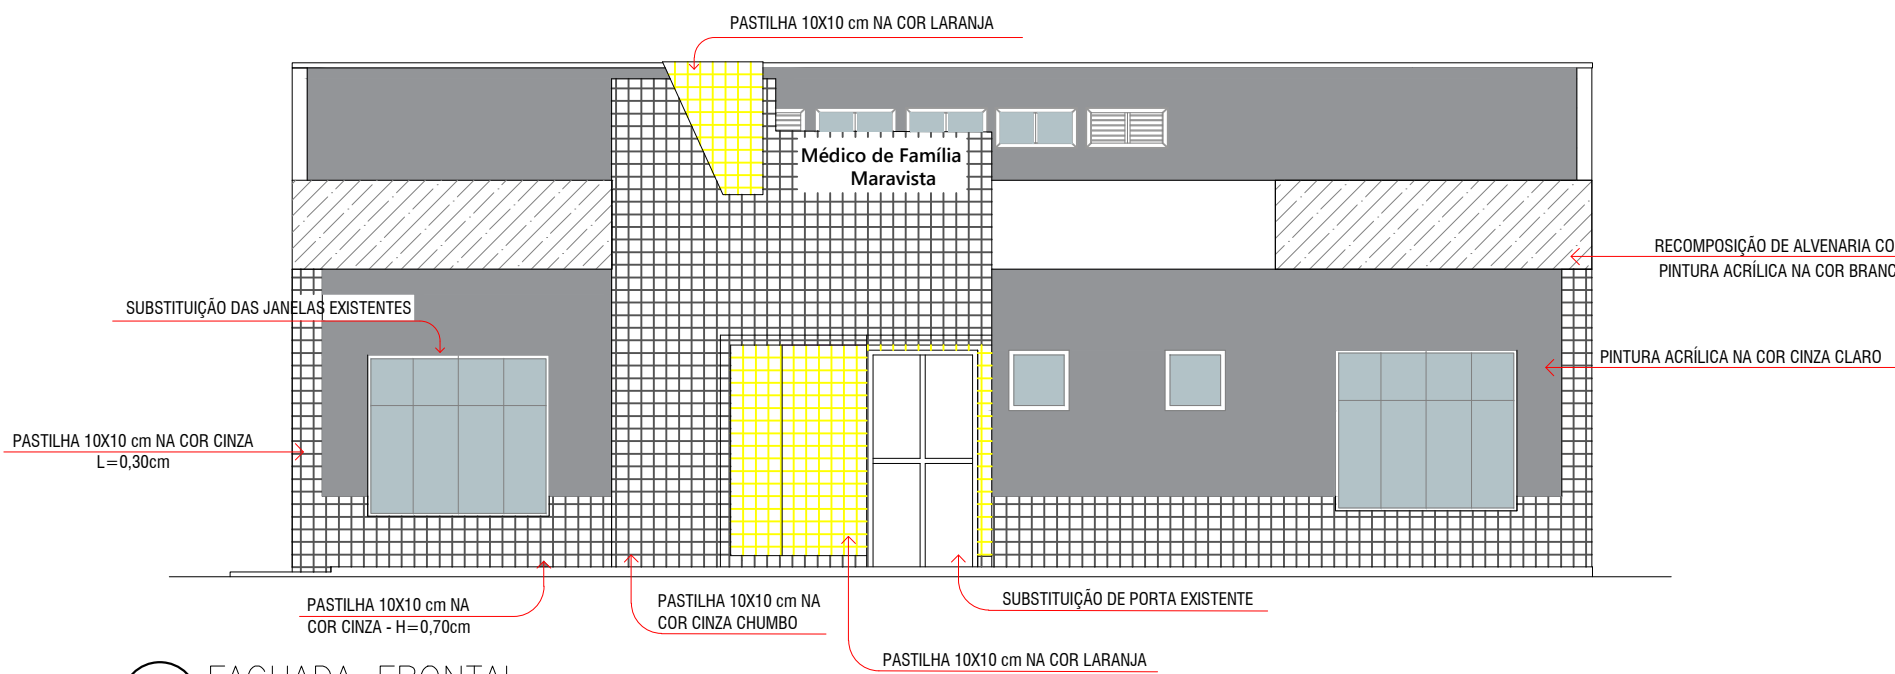 PASTILHA 10X10 cm NA COR LARANJA
Médico de Família
Maravista
RECOMPOSIÇÃO DE ALVENARIA CO
PINTURA ACRÍLICA NA COR BRANC
SUBSTITUIÇÃO DAS JANELAS EXISTENTES
PINTURA ACRÍLICA NA COR CINZA CLARO
PASTILHA 10X10 cm NA COR CINZA
L=0,30cm
PASTILHA 10X10 cm NA
COR CINZA - H=0,70cm
PASTILHA 10X10 cm NA
COR CINZA CHUMBO
SUBSTITUIÇÃO DE PORTA EXISTENTE
PASTILHA 10X10 cm NA COR LARANJA
FACHADA FRONTAL